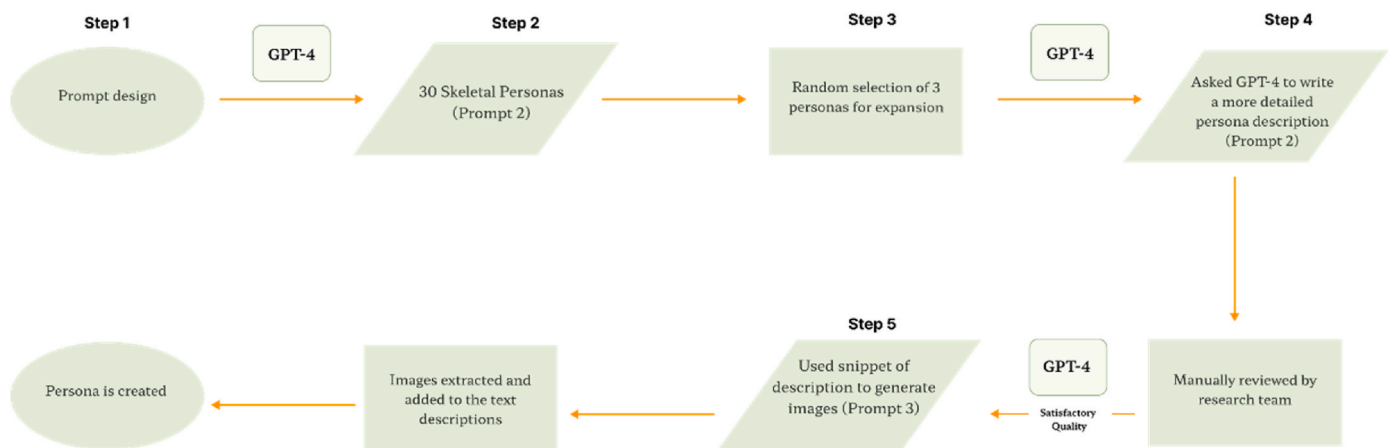 Step 1
Step 2
Step 3
Step 4
GPT-4
GPT-4
Prompt design
30 Skeletal Personas
(Prompt 2)
Random selection of 3
personas for expansion
Asked GPT-4 to write
a more detailed
persona description
(Prompt 2)
Step 5
Persona is created
Images extracted and
added to the text
descriptions
Used snippet of
description to generate
images (Prompt 3)
GPT-4
Satisfactory
Quality
Manually reviewed by
research team